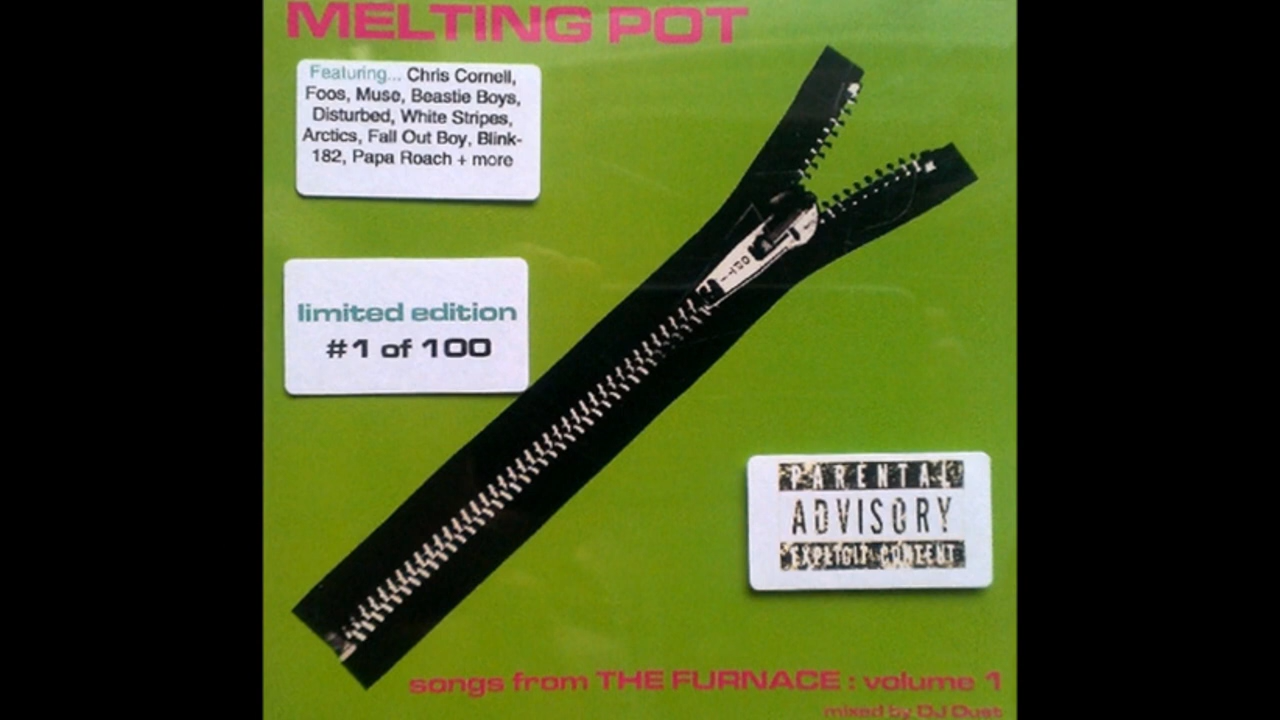 MELTING POT
Featuring... Chris Cornell,
Foos, Muse, Beastie Boys,
Disturbed, White Stripes,
Arctics, Fall Out Boy, Blink-
182, Papa Roach + more
limited edition
#1 of 100
PARENTAL
ADVISORY
EXPLICIT CONTENT
songs from THE FURNACE : volume 1
mixed by DJ Dust